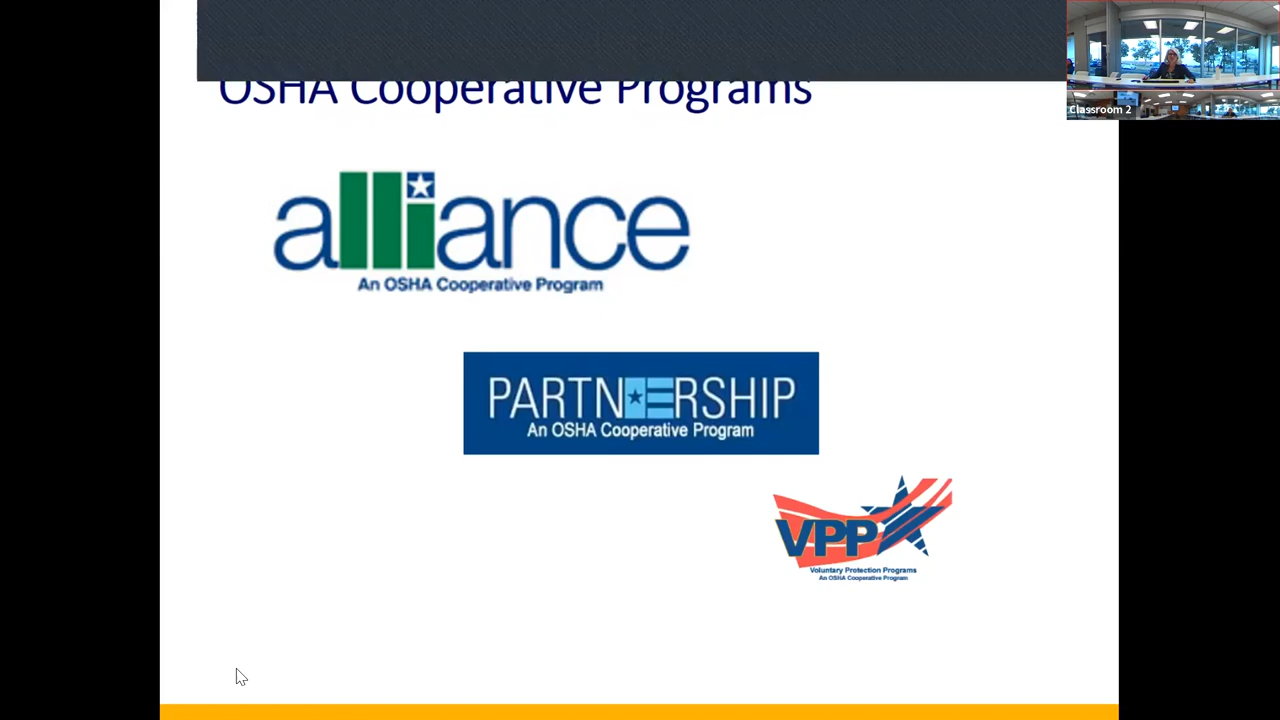 OSHA Cooperative Programs
Classroom 2
alliance
An OSHA Cooperative Program
PARTNERSHIP
An OSHA Cooperative Program
VPP
Voluntary Protection Programs
An OSHA Cooperative Program